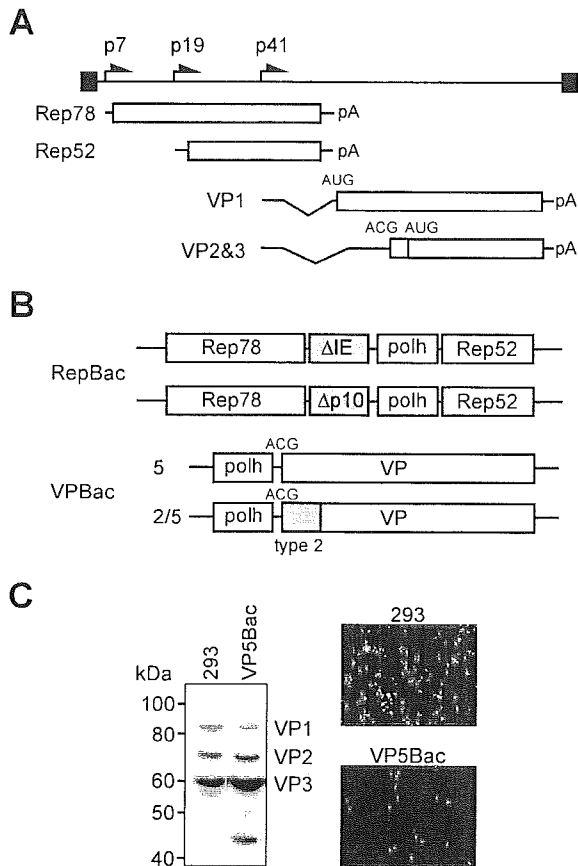 A
p7 p19 p41
Rep78 pA
Rep52 pA
AUG
VP1 pA
ACG AUG
VP2&3 pA
B
RepBac
Rep78 ΔIE polh Rep52
Rep78 Δp10 polh Rep52
VPBac
ACG
5 polh VP
ACG
2/5 polh VP
type 2
C
kDa 293 VP5Bac
100
80
60
50
40
VP1
VP2
VP3
293
VP5Bac